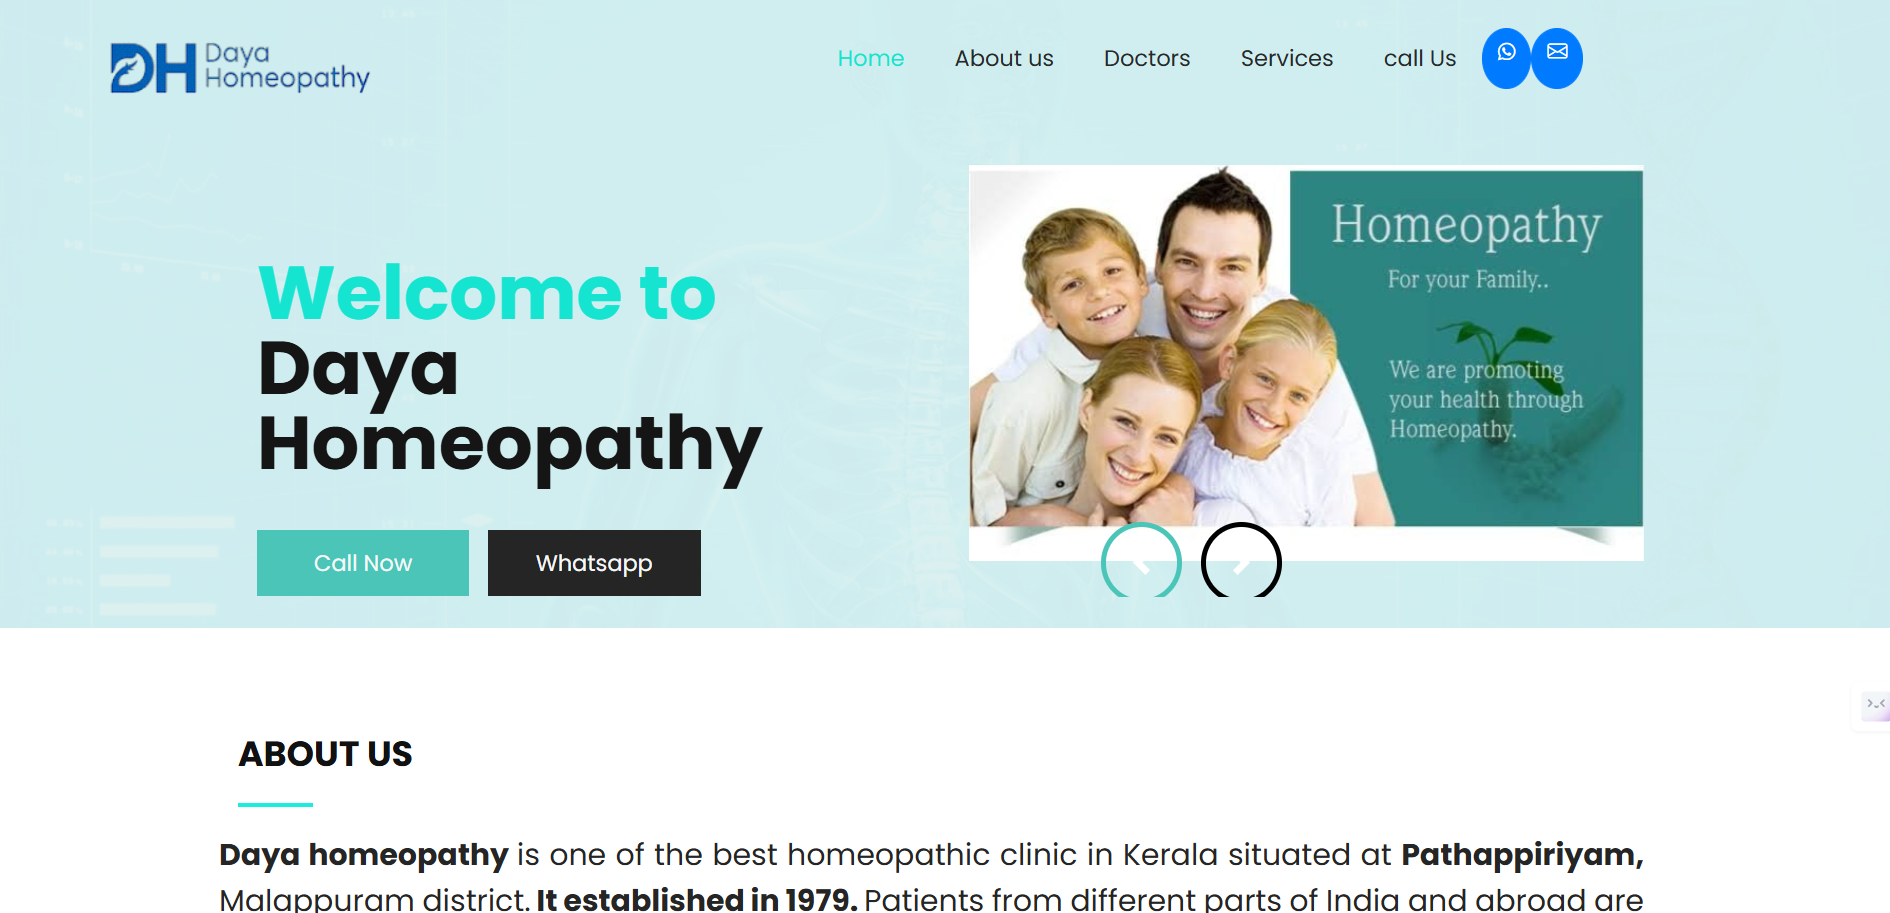 DH Daya
Homeopathy
Home About us Doctors Services call Us
Welcome to
Daya
Homeopathy
Call Now Whatsapp
Homeopathy
For your Family..
We are promoting
your health through
Homeopathy.
ABOUT US
Daya homeopathy is one of the best homeopathic clinic in Kerala situated at Pathappiriyam,
Malappuram district. It established in 1979. Patients from different parts of India and abroad are